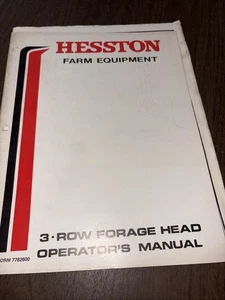 HESSTON
FARM EQUIPMENT
3-ROW FORAGE HEAD
OPERATOR'S MANUAL
ORM 7782600